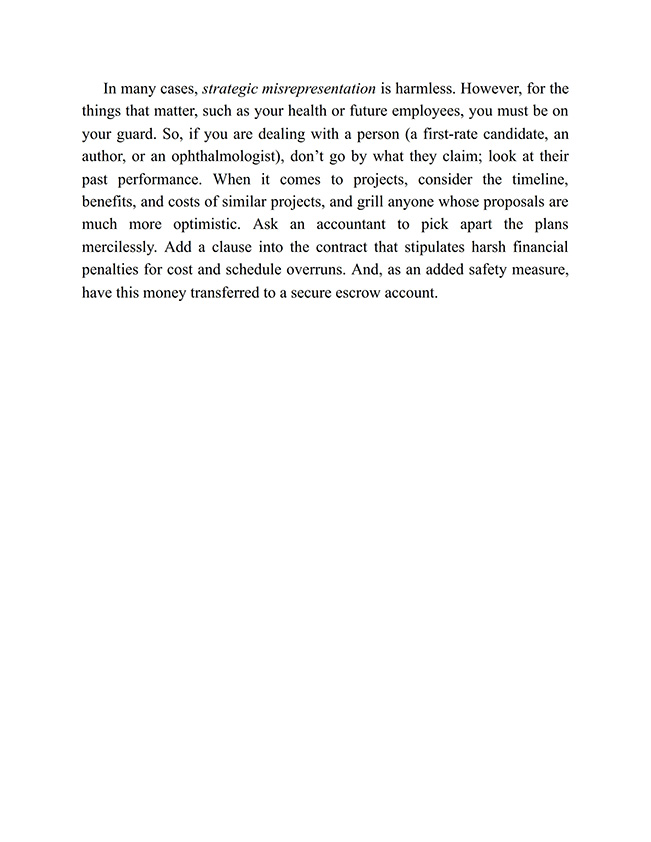 In many cases, strategic misrepresentation is harmless. However, for the
things that matter, such as your health or future employees, you must be on
your guard. So, if you are dealing with a person (a first-rate candidate, an
author, or an ophthalmologist), don’t go by what they claim; look at their
past performance. When it comes to projects, consider the timeline,
benefits, and costs of similar projects, and grill anyone whose proposals are
much more optimistic. Ask an accountant to pick apart the plans
mercilessly. Add a clause into the contract that stipulates harsh financial
penalties for cost and schedule overruns. And, as an added safety measure,
have this money transferred to a secure escrow account.